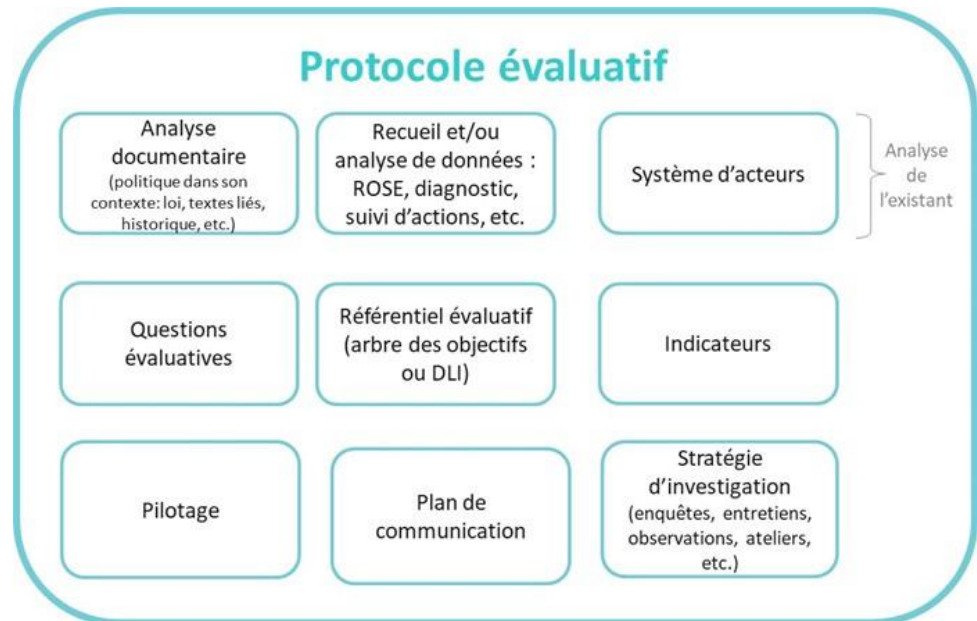 Protocole évaluatif
Analyse
documentaire
(politique dans son
contexte: loi, textes liés,
historique, etc.)
Recueil et/ou
analyse de données :
ROSE, diagnostic,
suivi d'actions, etc.
Système d'acteurs
Analyse
de
l'existant
Questions
évaluatives
Référentiel évaluatif
(arbre des objectifs
ou DLI)
Indicateurs
Pilotage
Plan de
communication
Stratégie
d'investigation
(enquêtes, entretiens,
observations, ateliers,
etc.)